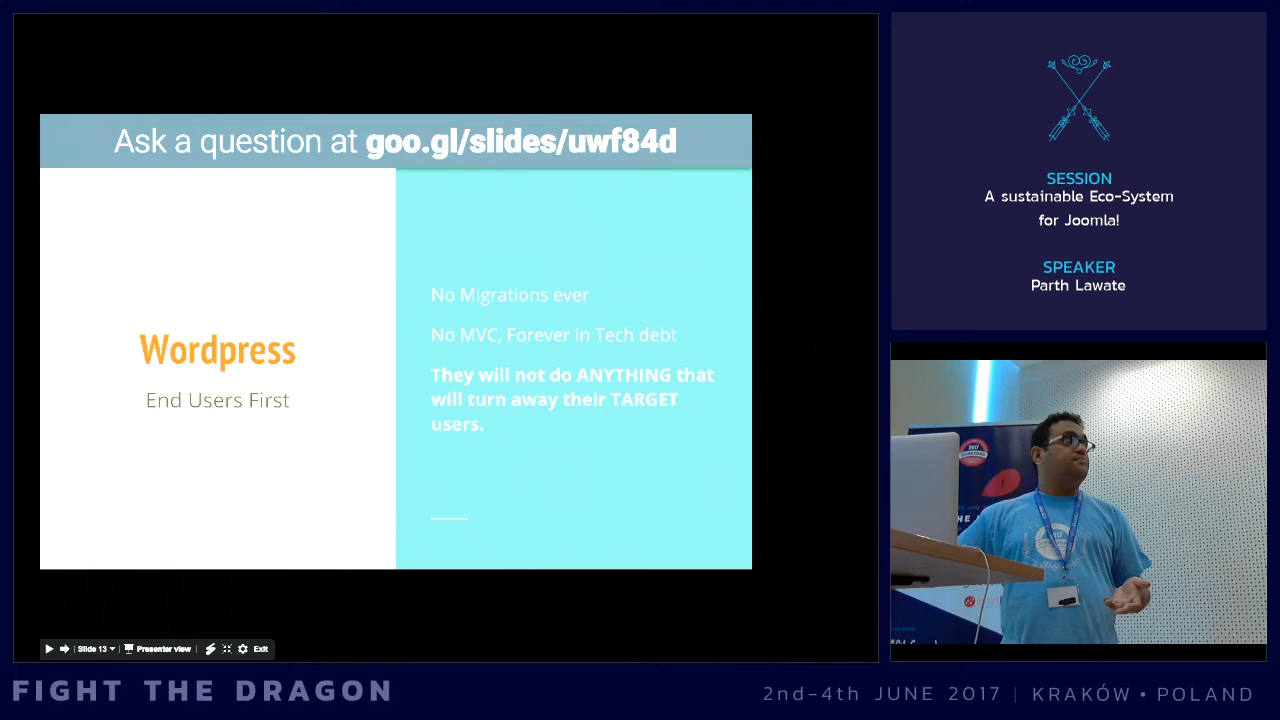 Ask a question at goo.gl/slides/uwf84d
Wordpress
End Users First
No Migrations ever
No MVC, Forever in Tech debt
They will not do ANYTHING that
will turn away their TARGET
users.
Slide 13
Presenter view
Exit
SESSION
A sustainable Eco-System
for Joomla!
SPEAKER
Parth Lawate
2017
FIGHT THE DRAGON
2nd-4th JUNE 2017 | KRAKÓW • POLAND